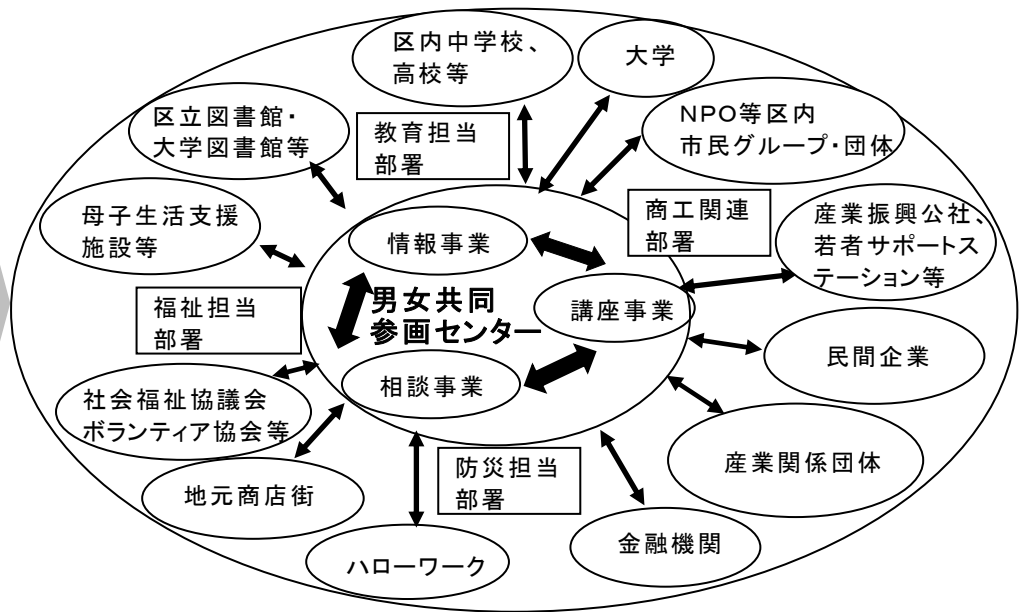 区内中学校、
高校等
大学
区立図書館・
大学図書館等
教育担当
部署
NPO等区内
市民グループ・団体
母子生活支援
施設等
情報事業
商工関連
部署
産業振興公社、
若者サポートス
テーション等
福祉担当
部署
男女共同
参画センター
講座事業
民間企業
相談事業
社会福祉協議会
ボランティア協会等
防災担当
部署
産業関係団体
地元商店街
ハローワーク
金融機関